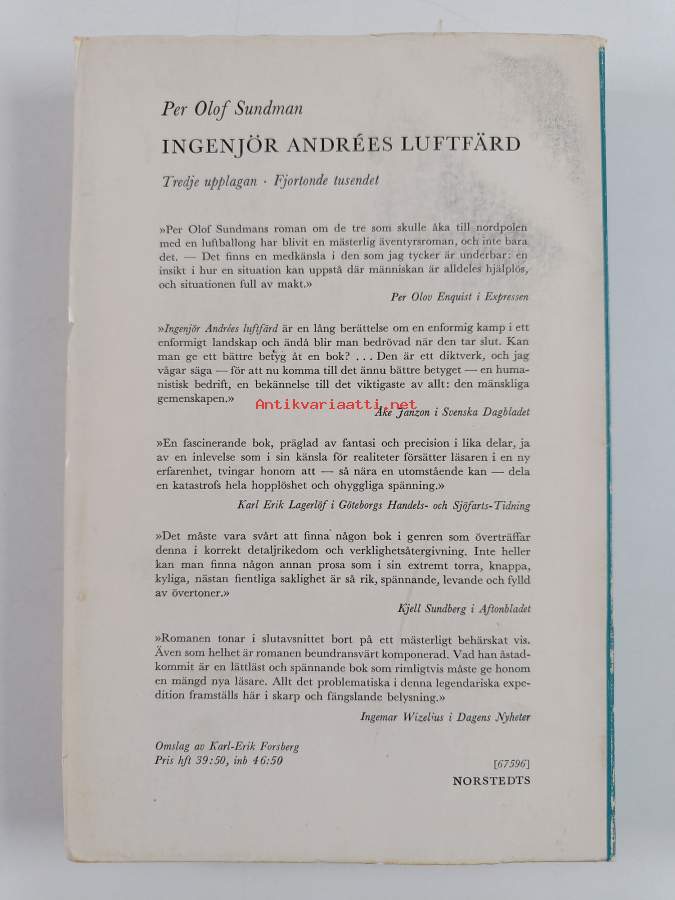 Per Olof Sundman
INGENJÖR ANDRÉES LUFTFÄRD
Tredje upplagan · Fjortonde tusendet
»Per Olof Sundmans roman om de tre som skulle åka till nordpolen
med en luftballong har blivit en mästerlig äventyrsroman, och inte bara
det. — Det finns en medkänsla i den som jag tycker är underbar: en
insikt i hur en situation kan uppstå där människan är alldeles hjälplös,
och situationen full av makt.»
Per Olov Enquist i Expressen
»Ingenjör Andrées luftfärd är en lång berättelse om en enformig kamp i ett
enformigt landskap och ändå blir man bedrövad när den tar slut. Kan
man ge ett bättre betyg åt en bok? ... Den är ett diktverk, och jag
vågar säga — för att nu komma till det ännu bättre betyget — en huma-
nistisk bedrift, en bekännelse till det viktigaste av allt: den mänskliga
gemenskapen.»
Antikvariaatti.net
Åke Janzon i Svenska Dagbladet
»En fascinerande bok, präglad av fantasi och precision i lika delar, ja
av en inlevelse som i sin känsla för realiteter försätter läsaren i en ny
erfarenhet, tvingar honom att — så nära en utomstående kan — dela
en katastrofs hela hopplöshet och ohyggliga spänning.»
Karl Erik Lagerlöf i Göteborgs Handels- och Sjöfarts-Tidning
»Det måste vara svårt att finna någon bok i genren som överträffar
denna i korrekt detaljrikedom och verklighetsåtergivning. Inte heller
kan man finna någon annan prosa som i sin extremt torra, knappa,
kyliga, nästan fientliga saklighet är så rik, spännande, levande och fylld
av övertoner.»
Kjell Sundberg i Aftonbladet
»Romanen tonar i slutavsnittet bort på ett mästerligt behärskat vis.
Även som helhet är romanen beundransvärt komponerad. Vad han åstad-
kommit är en lättläst och spännande bok som rimligtvis måste ge honom
en mängd nya läsare. Allt det problematiska i denna legendariska expe-
dition framställs här i skarp och fängslande belysning.»
Ingemar Wizelius i Dagens Nyheter
Omslag av Karl-Erik Forsberg
Pris hft 39:50, inb 46:50
[67596]
NORSTEDTS